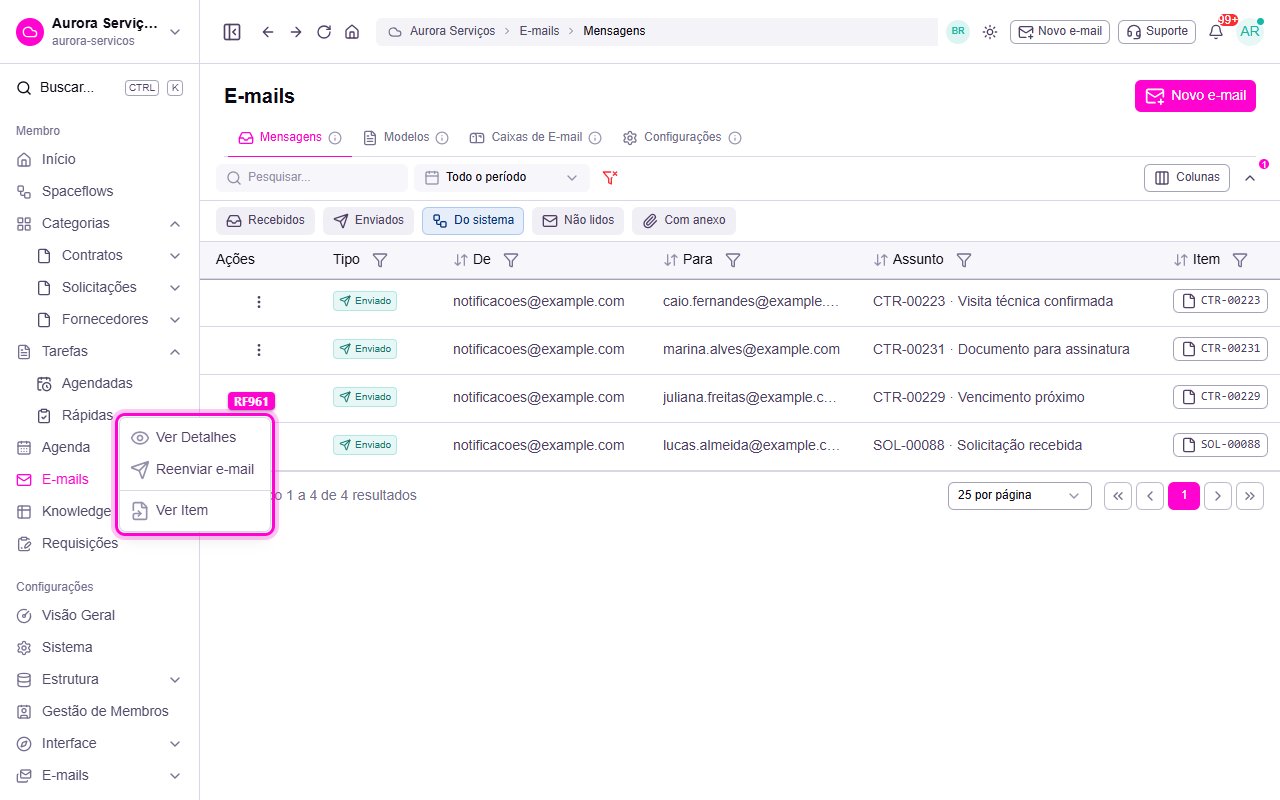 Aurora Serviç...
aurora-servicos
Aurora Serviços > E-mails > Mensagens
BR
Novo e-mail
Suporte
99+
AR
Buscar...
CTRL K
Membro
Início
Spaceflows
Categorias
Contratos
Solicitações
Fornecedores
Tarefas
Agendadas
Rápidas
Agenda
E-mails
Knowledge
Requisições
Configurações
Visão Geral
Sistema
Estrutura
Gestão de Membros
Interface
E-mails
E-mails
Novo e-mail
Mensagens Modelos Caixas de E-mail Configurações
Pesquisar...
Todo o período
Colunas
1
Recebidos Enviados Do sistema Não lidos Com anexo
Ações Tipo De Para Assunto Item
Enviado notificacoes@example.com caio.fernandes@example.... CTR-00223 · Visita técnica confirmada CTR-00223
Enviado notificacoes@example.com marina.alves@example.com CTR-00231 · Documento para assinatura CTR-00231
Enviado notificacoes@example.com juliana.freitas@example.c... CTR-00229 · Vencimento próximo CTR-00229
Enviado notificacoes@example.com lucas.almeida@example.c... SOL-00088 · Solicitação recebida SOL-00088
RF961
Ver Detalhes
Reenviar e-mail
Ver Item
1 a 4 de 4 resultados
25 por página
1